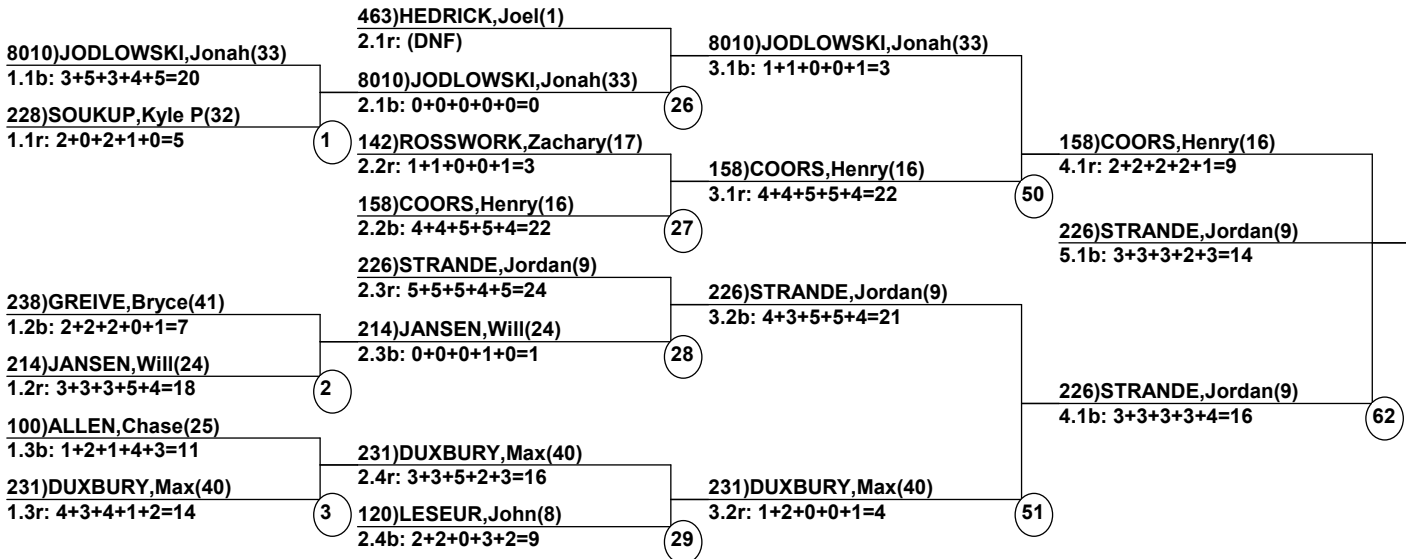 8010)JODLOWSKI,Jonah(33)
1.1b: 3+5+3+4+5=20
228)SOUKUP,Kyle P(32)
1.1r: 2+0+2+1+0=5
1
238)GREIVE,Bryce(41)
1.2b: 2+2+2+0+1=7
214)JANSEN,Will(24)
1.2r: 3+3+3+5+4=18
2
100)ALLEN,Chase(25)
1.3b: 1+2+1+4+3=11
231)DUXBURY,Max(40)
1.3r: 4+3+4+1+2=14
3
463)HEDRICK,Joel(1)
2.1r: (DNF)
8010)JODLOWSKI,Jonah(33)
2.1b: 0+0+0+0+0=0
26
142)ROSSWORK,Zachary(17)
2.2r: 1+1+0+0+1=3
158)COORS,Henry(16)
2.2b: 4+4+5+5+4=22
27
226)STRANDE,Jordan(9)
2.3r: 5+5+5+4+5=24
214)JANSEN,Will(24)
2.3b: 0+0+0+1+0=1
28
231)DUXBURY,Max(40)
2.4r: 3+3+5+2+3=16
120)LESEUR,John(8)
2.4b: 2+2+0+3+2=9
29
8010)JODLOWSKI,Jonah(33)
3.1b: 1+1+0+0+1=3
158)COORS,Henry(16)
3.1r: 4+4+5+5+4=22
50
226)STRANDE,Jordan(9)
3.2b: 4+3+5+5+4=21
231)DUXBURY,Max(40)
3.2r: 1+2+0+0+1=4
51
158)COORS,Henry(16)
4.1r: 2+2+2+2+1=9
226)STRANDE,Jordan(9)
4.1b: 3+3+3+3+4=16
62
226)STRANDE,Jordan(9)
5.1b: 3+3+3+2+3=14